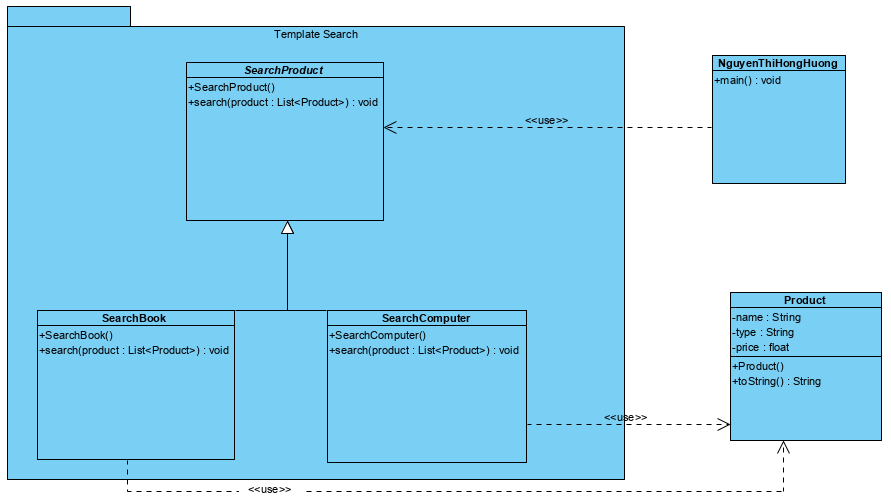 Template Search
SearchProduct
+SearchProduct()
+search(product : List<Product>) : void
NguyenThiHongHuong
+main() : void
<<use>>
SearchBook
+SearchBook()
+search(product : List<Product>) : void
SearchComputer
+SearchComputer()
+search(product : List<Product>) : void
Product
-name : String
-type : String
-price : float
+Product()
+toString() : String
<<use>>
<<use>>